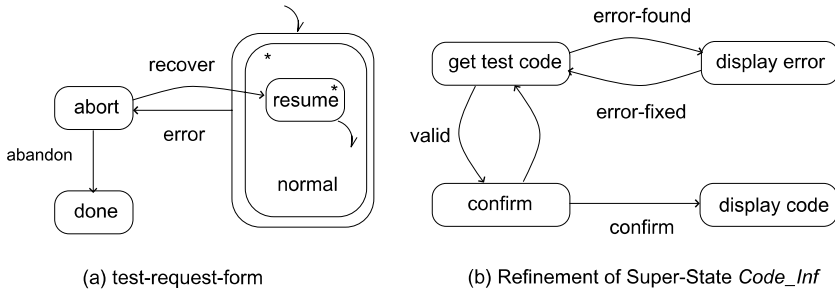 recover
*
abort
resume*
error
abandon
normal
done
(a) test-request-form
error-found
get test code
display error
error-fixed
valid
confirm
display code
confirm
(b) Refinement of Super-State Code_Inf